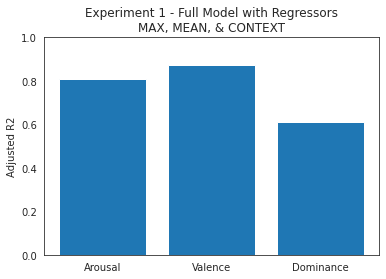 Experiment 1 - Full Model with Regressors
MAX, MEAN, & CONTEXT
1.0
0.8
0.6
0.4
0.2
0.0
Adjusted R2
Arousal
Valence
Dominance